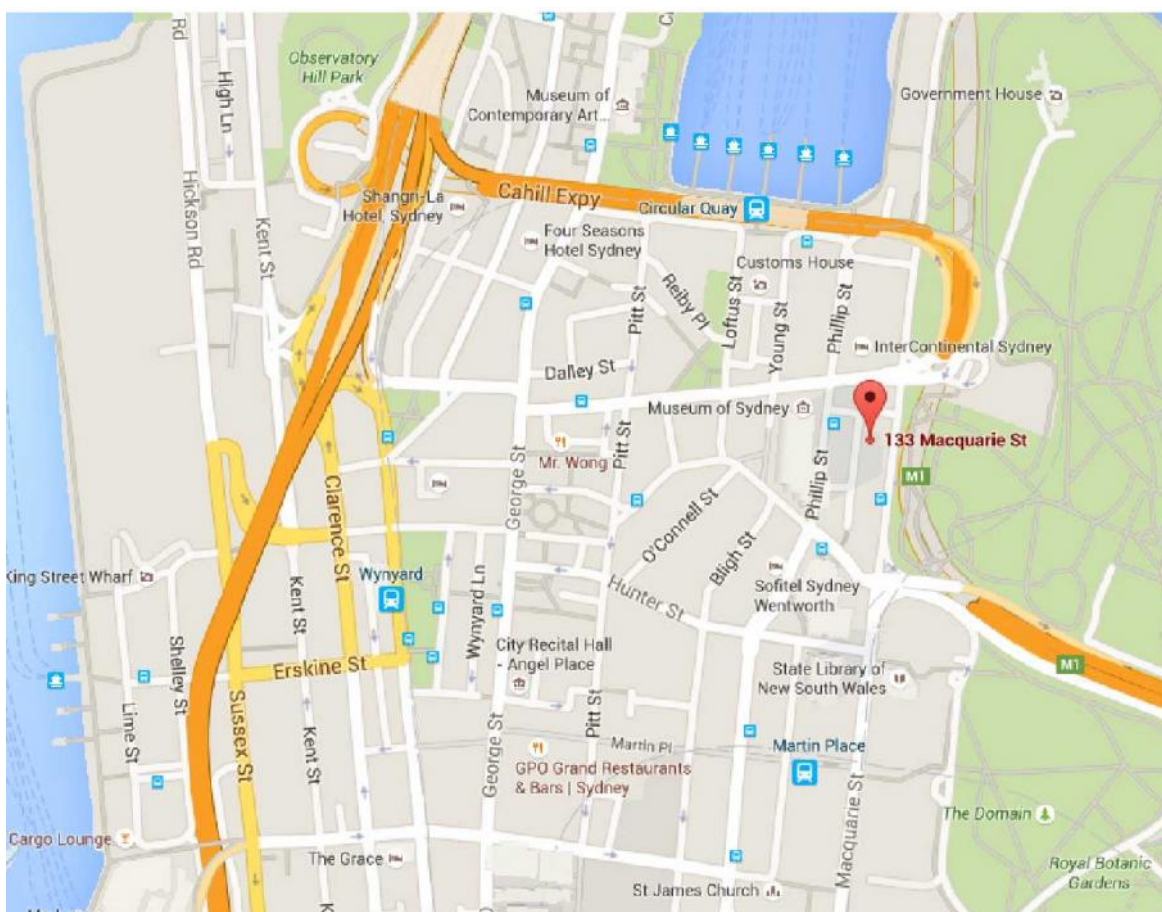 Rd
High Ln
Observatory
Hill Park
Museum of
Contemporary Art...
Government House
Hickson Rd
Kent St
Shangri-La
Hotel, Sydney
Cahill Expy
Circular Quay
Four Seasons
Hotel Sydney
Customs House
Reiby Pl
Pitt St
Loftus St
Young St
Phillip St
InterContinental Sydney
Dalley St
Museum of Sydney
133 Macquarie St
Mr. Wong
Pitt St
George St
Phillip St
M1
Clarence St
O'Connell St
Bligh St
King Street Wharf
Wynyard
Kent St
Wynyard Ln
Hunter St
Sofitel Sydney
Wentworth
City Recital Hall
- Angel Place
Erskine St
Shelley St
Lime St
Sussex St
State Library of
New South Wales
M1
Kent St
George St
Pitt St
Martin Pl
Martin Place
GPO Grand Restaurants
& Bars | Sydney
Macquarie St
The Domain
Cargo Lounge
The Grace
Royal Botanic
Gardens
St James Church